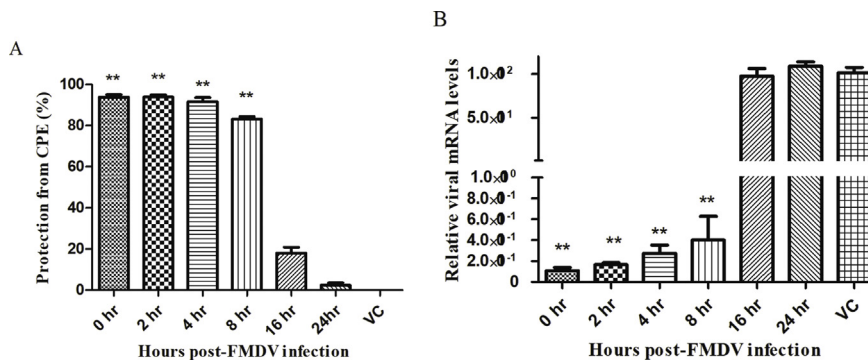 A
** ** ** **
100
80
60
40
20
0
Protection from CPE (%)
0 hr 2 hr 4 hr 8 hr 16 hr 24hr VC
Hours post-FMDV infection
B
1.0×10²
5.0×10¹
1.0×10⁰
8.0×10⁻¹
6.0×10⁻¹
4.0×10⁻¹
2.0×10⁻¹
0
Relative viral mRNA levels
** ** ** **
0 hr 2 hr 4 hr 8 hr 16 hr 24 hr VC
Hours post-FMDV infection